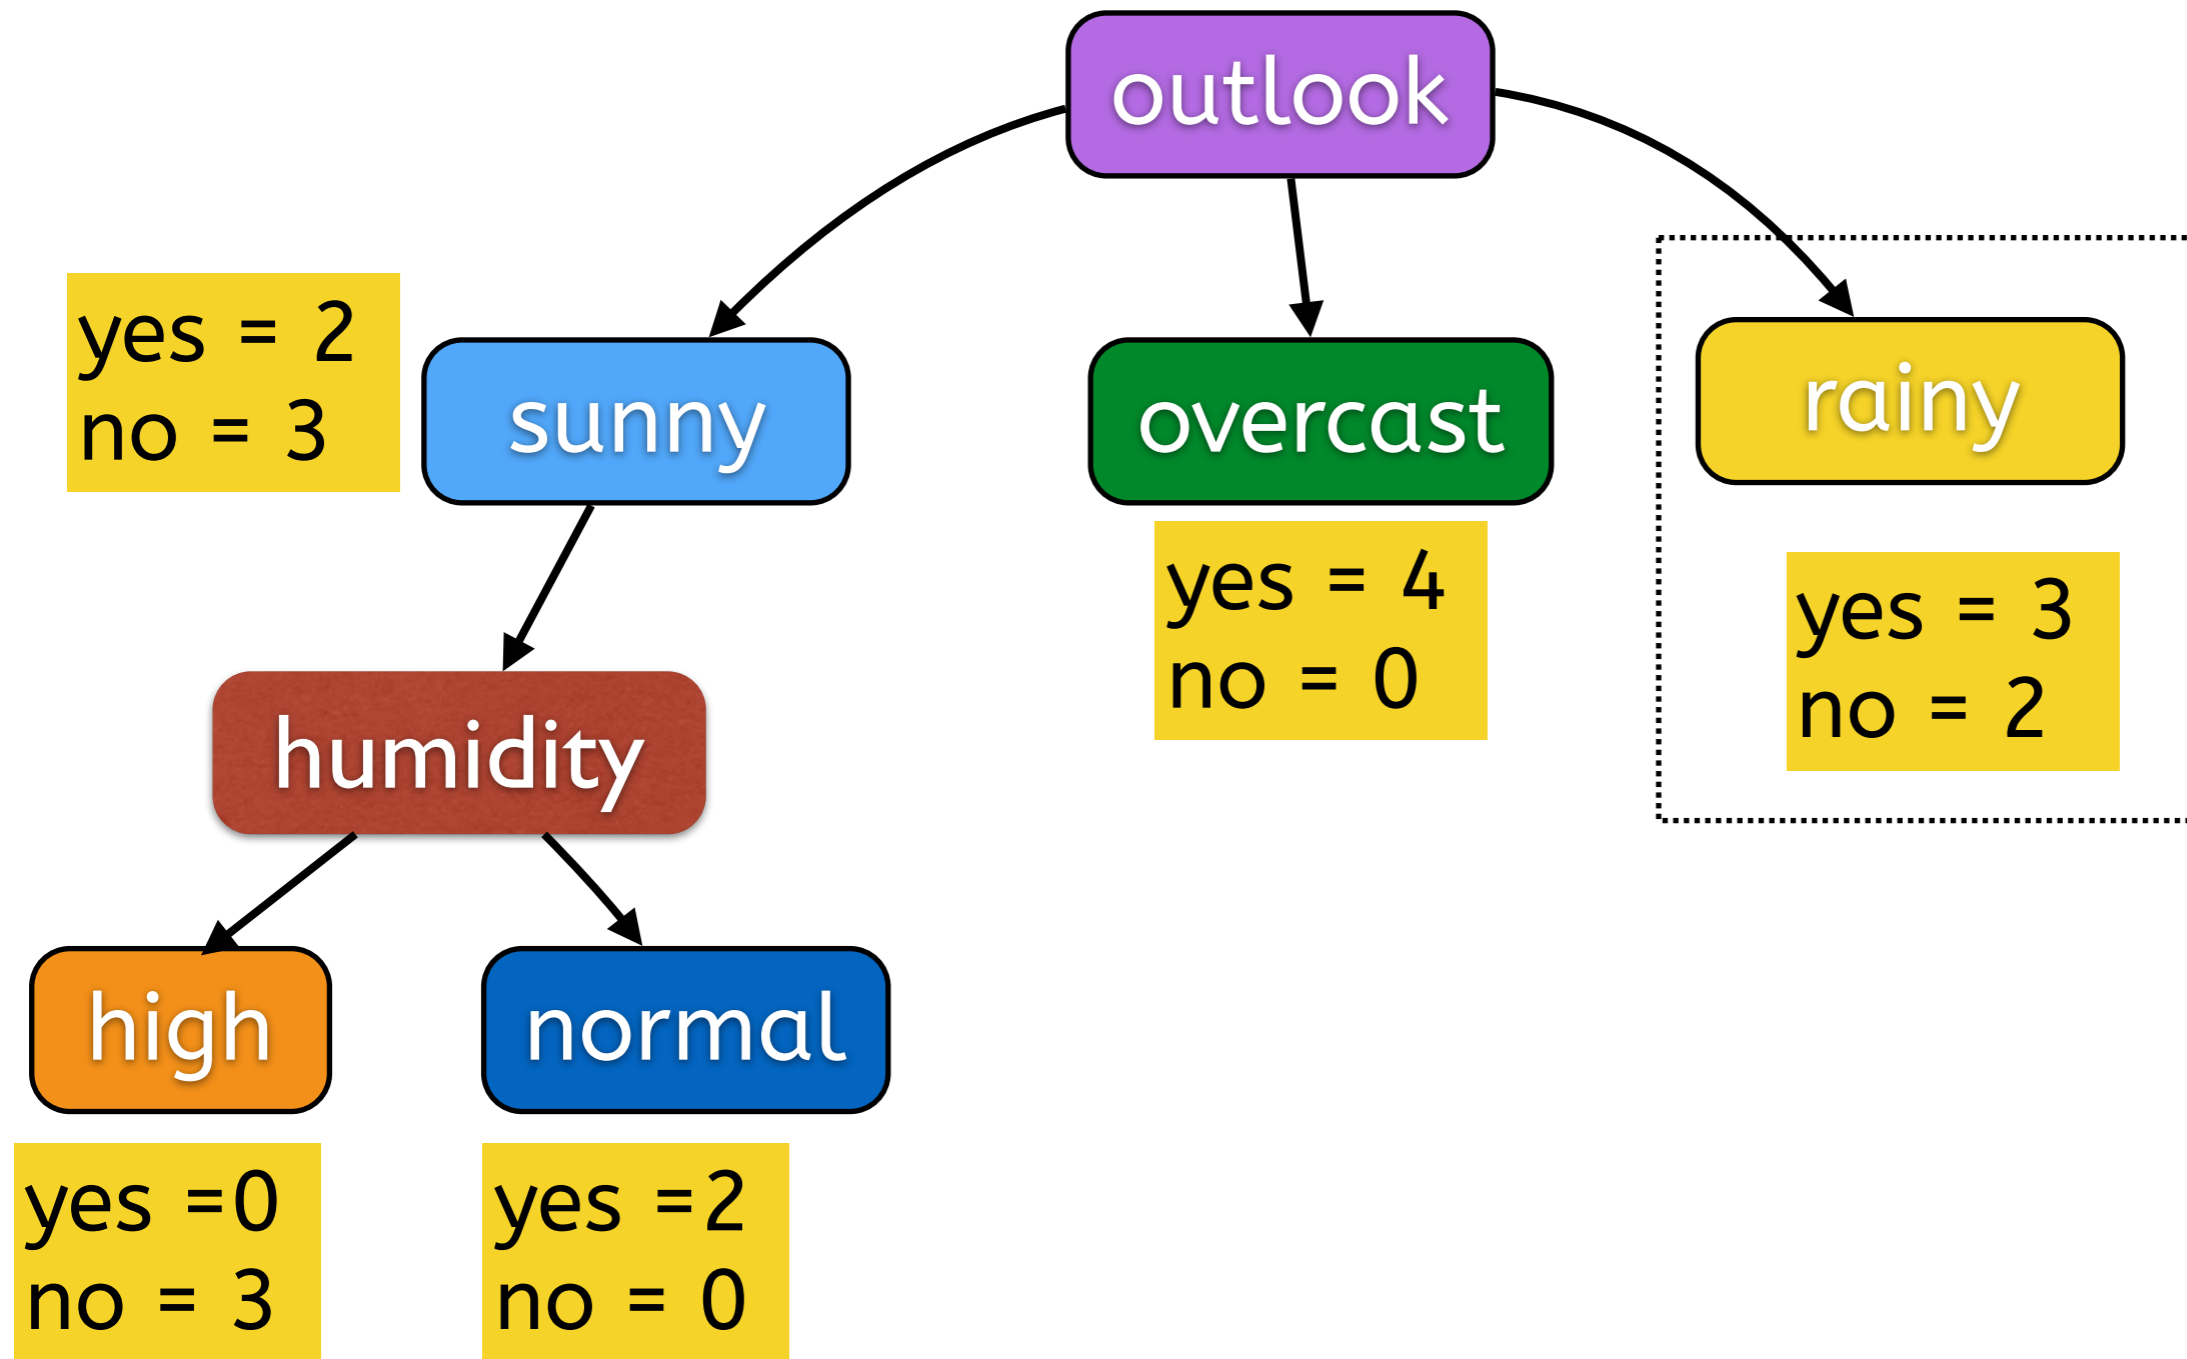 outlook
yes = 2
no = 3
sunny
overcast
rainy
yes = 4
no = 0
yes = 3
no = 2
humidity
high
normal
yes =0
no = 3
yes =2
no = 0